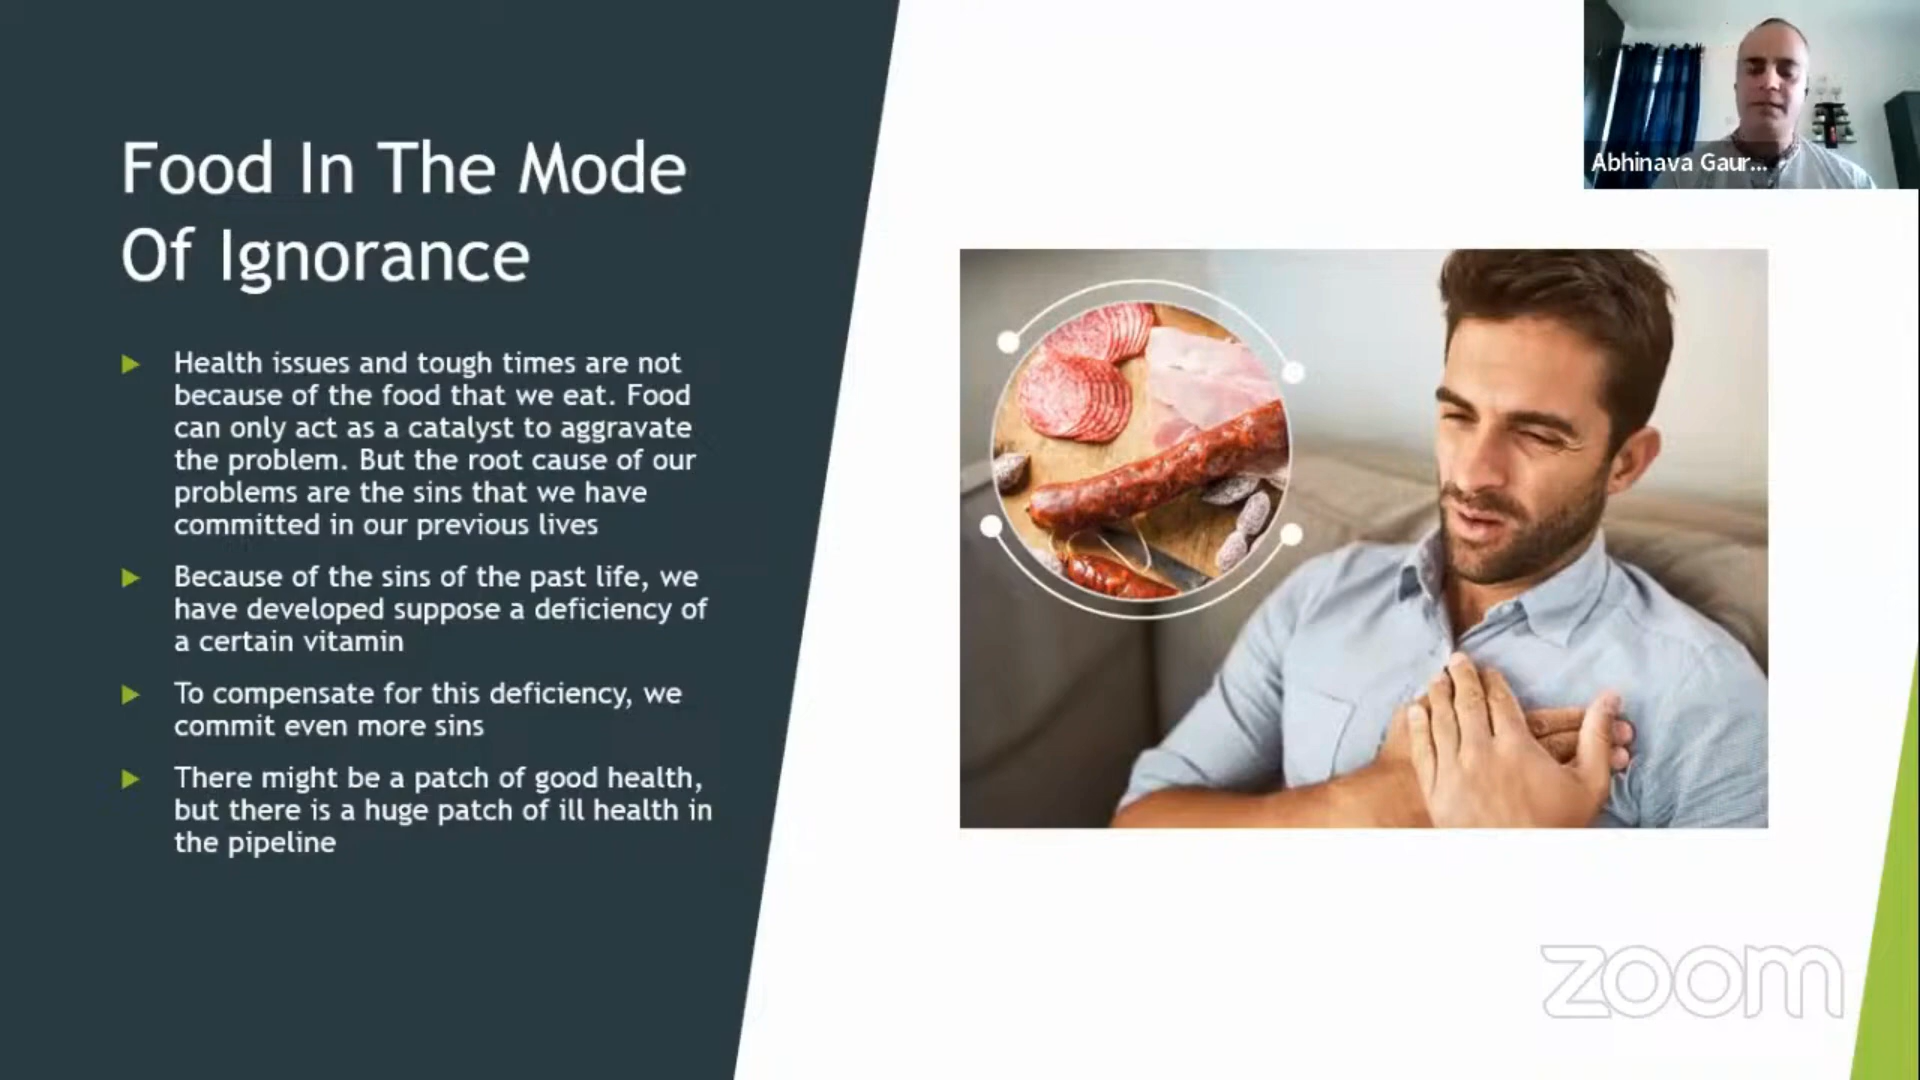 Food In The Mode
Of Ignorance
Health issues and tough times are not
because of the food that we eat. Food
can only act as a catalyst to aggravate
the problem. But the root cause of our
problems are the sins that we have
committed in our previous lives
Because of the sins of the past life, we
have developed suppose a deficiency of
a certain vitamin
To compensate for this deficiency, we
commit even more sins
There might be a patch of good health,
but there is a huge patch of ill health in
the pipeline
Abhinava Gaur...
zoom